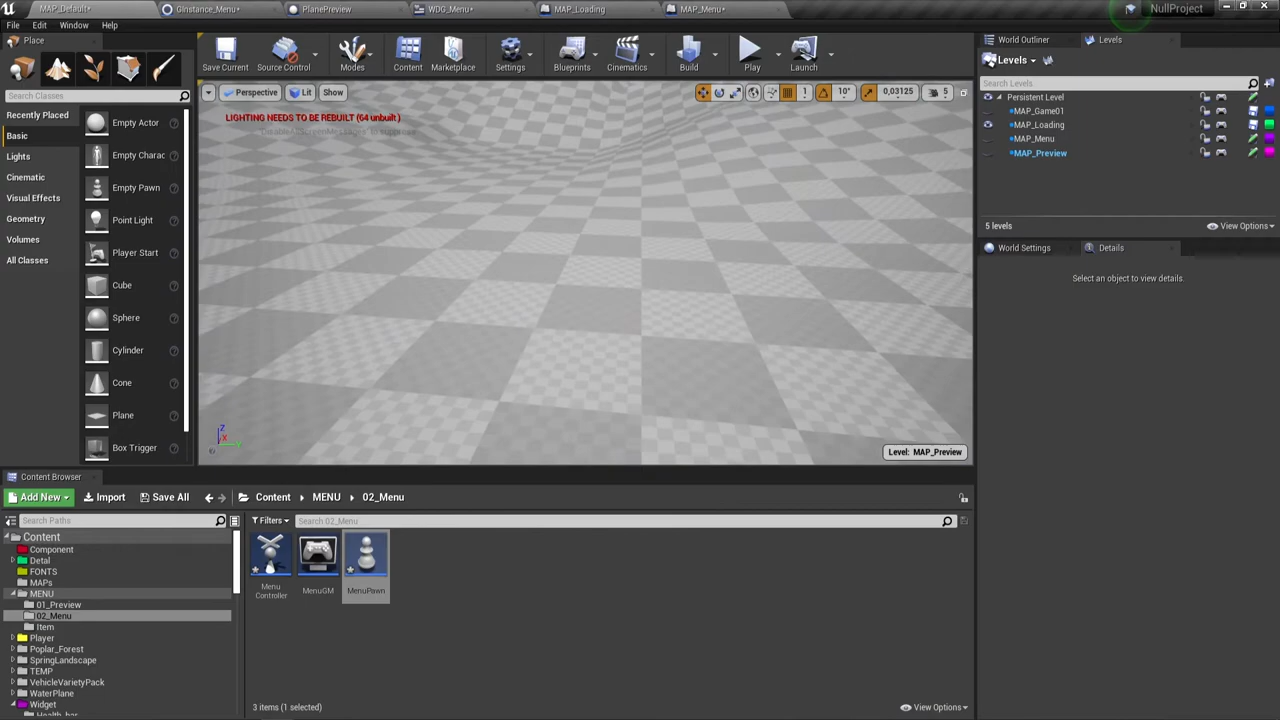 MAP_Default*
GInstance_Menu*
PlanePreview
WDG_Menu*
MAP_Loading
MAP_Menu*
NullProject
File Edit Window Help
Place
Search Classes
Recently Placed
Basic
Lights
Cinematic
Visual Effects
Geometry
Volumes
All Classes
Empty Actor
Empty Charac
Empty Pawn
Point Light
Player Start
Cube
Sphere
Cylinder
Cone
Plane
Box Trigger
Save Current
Source Control
Modes
Content
Marketplace
Settings
Blueprints
Cinematics
Build
Play
Launch
Perspective Lit Show
1 10° 0,03125 5
LIGHTING NEEDS TO BE REBUILT (64 unbuilt)
'DisableAllScreenMessages' to suppress
Z
X
Y
Level: MAP_Preview
World Outliner
Levels
Levels
Search Levels
Persistent Level
MAP_Game01
MAP_Loading
MAP_Menu
MAP_Preview
5 levels
View Options
World Settings
Details
Select an object to view details.
Content Browser
Add New Import Save All Content MENU 02_Menu
Search Paths
Content
Component
Detal
FONTS
MAPs
MENU
01_Preview
02_Menu
Item
Player
Poplar_Forest
SpringLandscape
TEMP
VehicleVarietyPack
WaterPlane
Widget
Health_bar
Filters
Search 02_Menu
Menu
Controller
MenuGM
MenuPawn
3 items (1 selected)
View Options